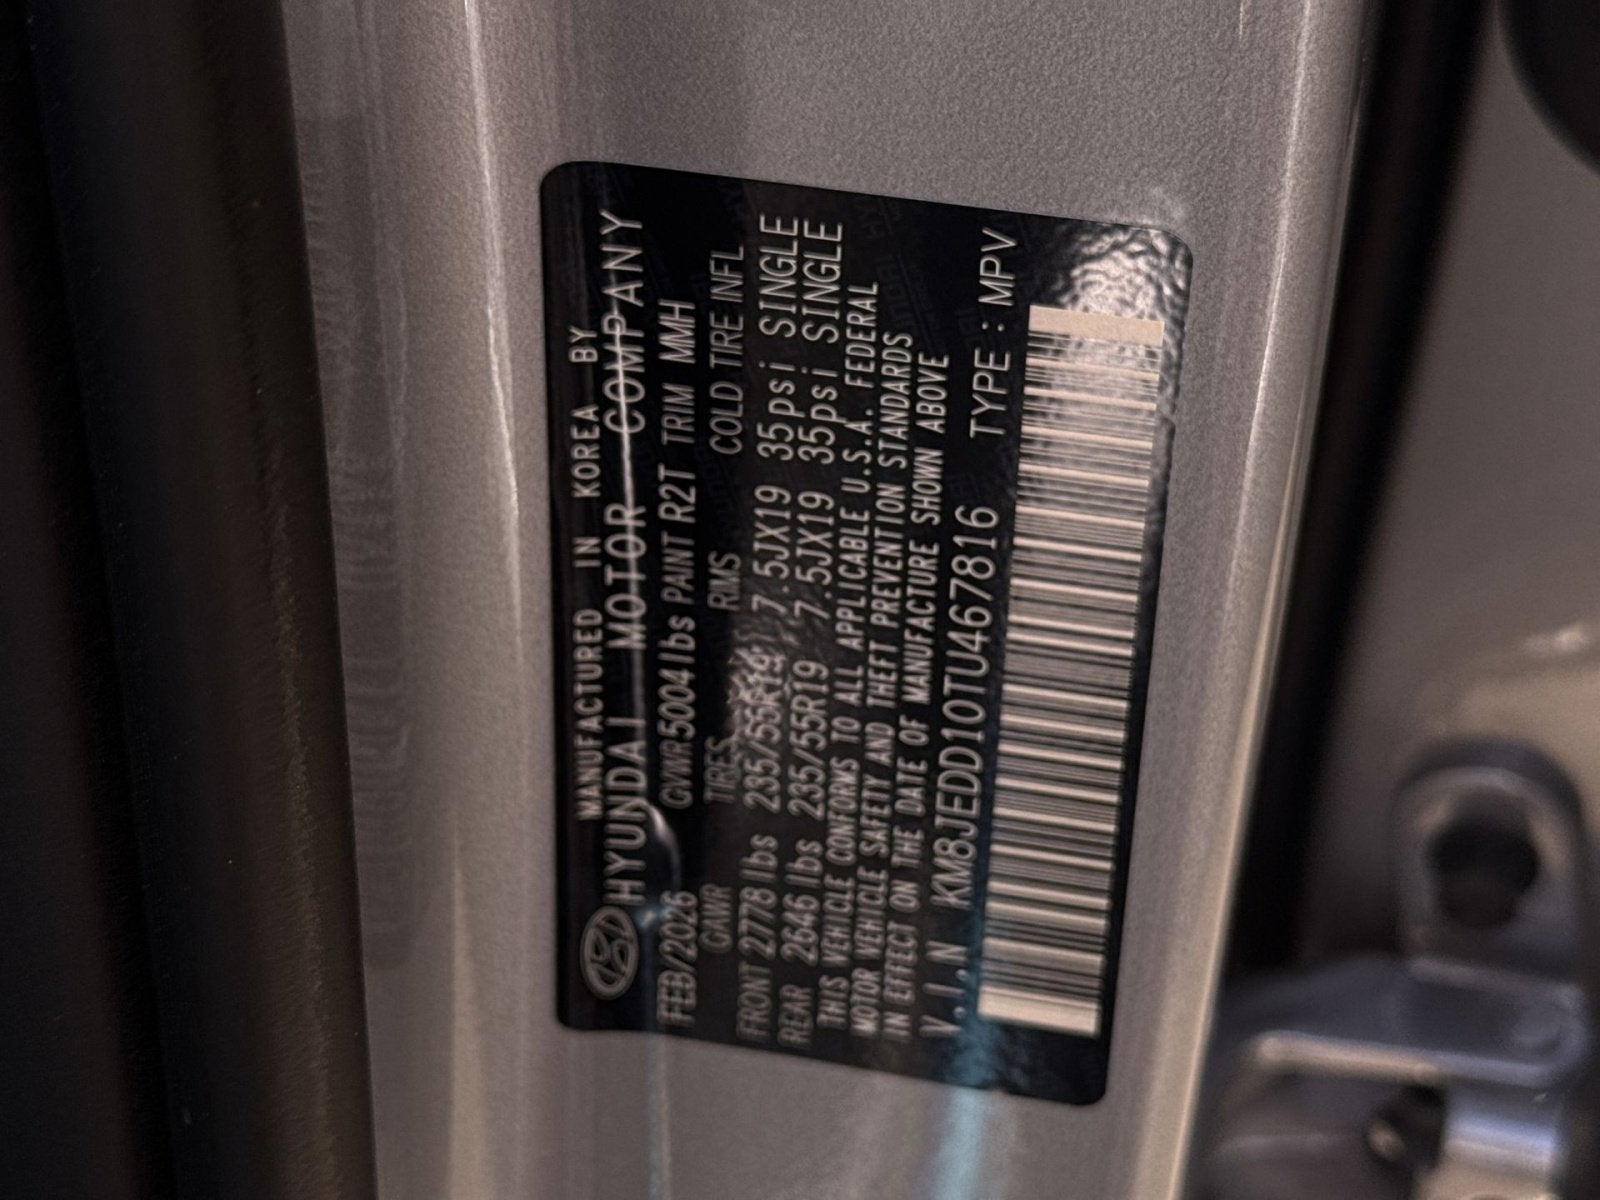 MANUFACTURED IN KOREA BY
HYUNDAI MOTOR COMPANY
FEB/2026 GVWR5004lbs PAINT R2T TRIM MMH
GAWR TIRES RIMS COLD TIRE INFL
FRONT 2778 lbs 235/55R19 7.5JX19 35psi SINGLE
REAR 2646 lbs 235/55R19 7.5JX19 35psi SINGLE
THIS VEHICLE CONFORMS TO ALL APPLICABLE U.S.A. FEDERAL
MOTOR VEHICLE SAFETY AND THEFT PREVENTION STANDARDS
IN EFFECT ON THE DATE OF MANUFACTURE SHOWN ABOVE
V.I.N KM8JEDD10TU467816 TYPE : MPV